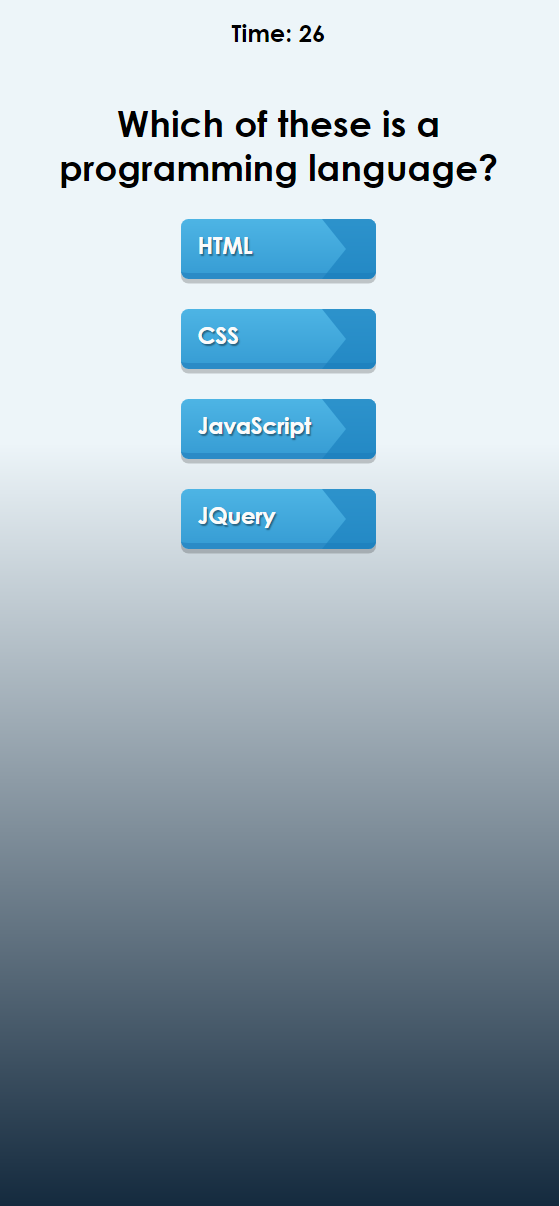 Time: 26
Which of these is a
programming language?
HTML
CSS
JavaScript
JQuery